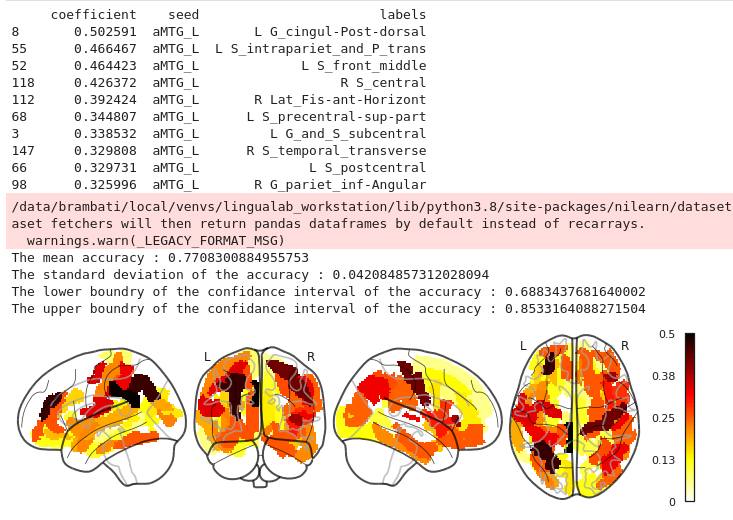 coefficient seed labels
8 0.502591 aMTG_L L G_cingul-Post-dorsal
55 0.466467 aMTG_L L S_intrapariet_and_P_trans
52 0.464423 aMTG_L L S_front_middle
118 0.426372 aMTG_L R S_central
112 0.392424 aMTG_L R Lat_Fis-ant-Horizont
68 0.344807 aMTG_L L S_precentral-sup-part
3 0.338532 aMTG_L L G_and_S_subcentral
147 0.329808 aMTG_L R S_temporal_transverse
66 0.329731 aMTG_L L S_postcentral
98 0.325996 aMTG_L R G_pariet_inf-Angular
/data/brambati/local/venvs/lingualab_workstation/lib/python3.8/site-packages/nilearn/dataset
aset fetchers will then return pandas dataframes by default instead of recarrays.
warnings.warn(_LEGACY_FORMAT_MSG)
The mean accuracy : 0.7708300884955753
The standard deviation of the accuracy : 0.042084857312028094
The lower boundry of the confidance interval of the accuracy : 0.6883437681640002
The upper boundry of the confidance interval of the accuracy : 0.8533164088271504
L R
L R
0.5
0.38
0.25
0.13
0